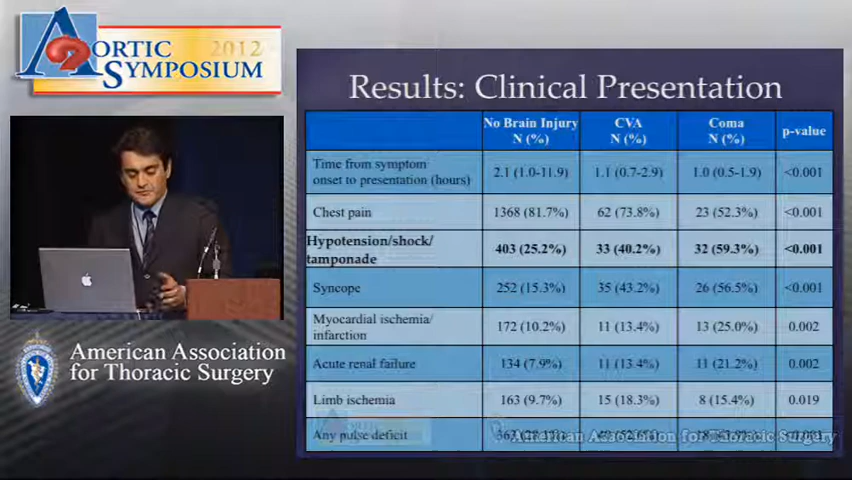 AORTIC 2012
SYMPOSIUM
American Association
for Thoracic Surgery
Results: Clinical Presentation
No Brain Injury N (%) CVA N (%) Coma N (%) p-value
Time from symptom onset to presentation (hours) 2.1 (1.0-11.9) 1.1 (0.7-2.9) 1.0 (0.5-1.9) <0.001
Chest pain 1368 (81.7%) 62 (73.8%) 23 (52.3%) <0.001
Hypotension/shock/ tamponade 403 (25.2%) 33 (40.2%) 32 (59.3%) <0.001
Syncope 252 (15.3%) 35 (43.2%) 26 (56.5%) <0.001
Myocardial ischemia/ infarction 172 (10.2%) 11 (13.4%) 13 (25.0%) 0.002
Acute renal failure 134 (7.9%) 11 (13.4%) 11 (21.2%) 0.002
Limb ischemia 163 (9.7%) 15 (18.3%) 8 (15.4%) 0.019
Any pulse deficit
American Association for Thoracic Surgery